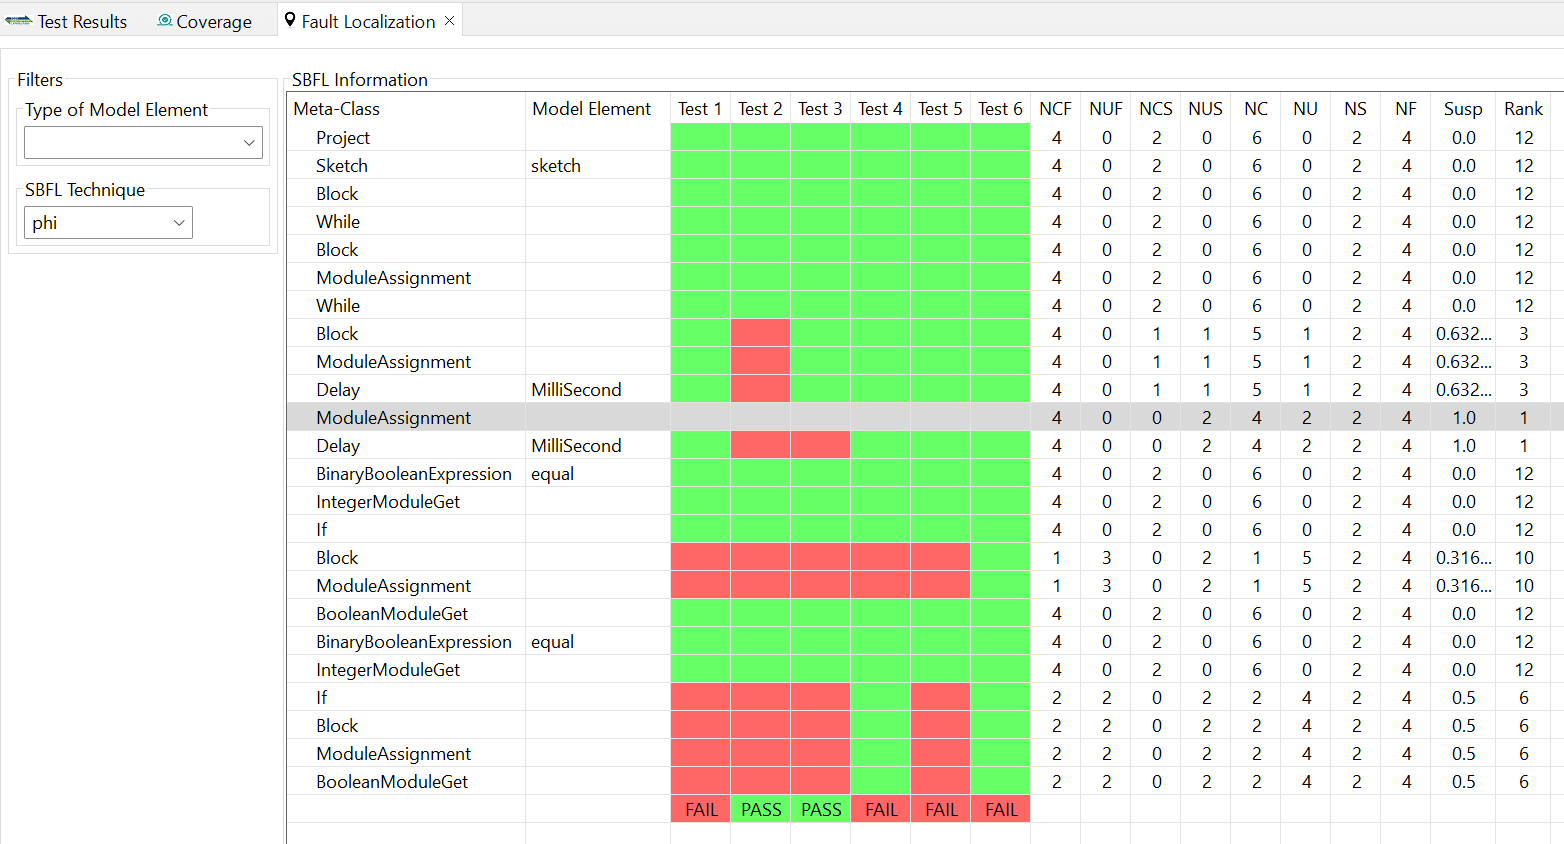 Test Results Coverage Fault Localization
Filters
Type of Model Element
SBFL Technique
phi
SBFL Information
Meta-Class Model Element Test 1 Test 2 Test 3 Test 4 Test 5 Test 6 NCF NUF NCS NUS NC NU NS NF Susp Rank
Project 4 0 2 0 6 0 2 4 0.0 12
Sketch sketch 4 0 2 0 6 0 2 4 0.0 12
Block 4 0 2 0 6 0 2 4 0.0 12
While 4 0 2 0 6 0 2 4 0.0 12
Block 4 0 2 0 6 0 2 4 0.0 12
ModuleAssignment 4 0 2 0 6 0 2 4 0.0 12
While 4 0 2 0 6 0 2 4 0.0 12
Block 4 0 1 1 5 1 2 4 0.632... 3
ModuleAssignment 4 0 1 1 5 1 2 4 0.632... 3
Delay MilliSecond 4 0 1 1 5 1 2 4 0.632... 3
ModuleAssignment 4 0 0 2 4 2 2 4 1.0 1
Delay MilliSecond 4 0 0 2 4 2 2 4 1.0 1
BinaryBooleanExpression equal 4 0 2 0 6 0 2 4 0.0 12
IntegerModuleGet 4 0 2 0 6 0 2 4 0.0 12
If 4 0 2 0 6 0 2 4 0.0 12
Block 1 3 0 2 1 5 2 4 0.316... 10
ModuleAssignment 1 3 0 2 1 5 2 4 0.316... 10
BooleanModuleGet 4 0 2 0 6 0 2 4 0.0 12
BinaryBooleanExpression equal 4 0 2 0 6 0 2 4 0.0 12
IntegerModuleGet 4 0 2 0 6 0 2 4 0.0 12
If 2 2 0 2 2 4 2 4 0.5 6
Block 2 2 0 2 2 4 2 4 0.5 6
ModuleAssignment 2 2 0 2 2 4 2 4 0.5 6
BooleanModuleGet 2 2 0 2 2 4 2 4 0.5 6
FAIL PASS PASS FAIL FAIL FAIL